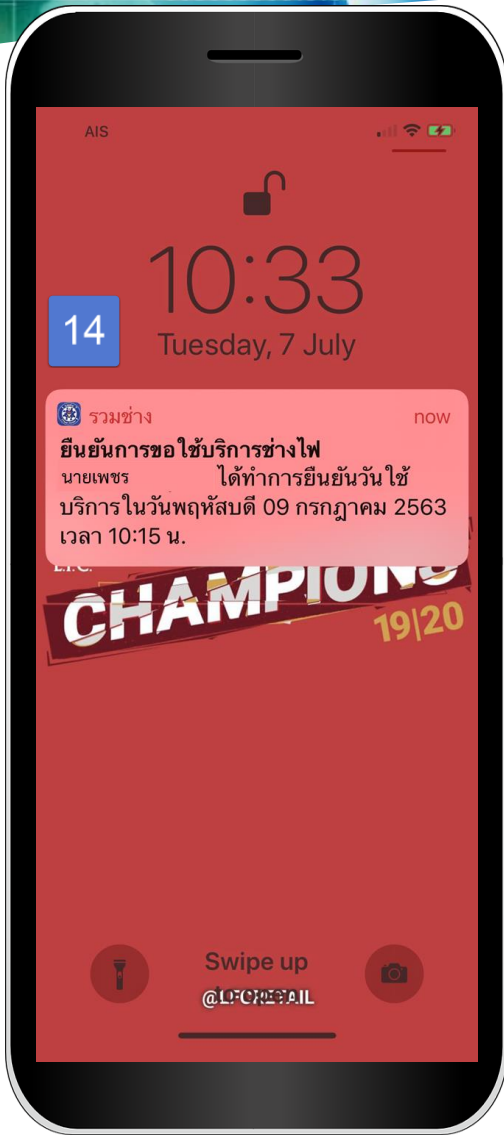 AIS
10:33
14
Tuesday, 7 July
รวมช่าง now
ยืนยันการขอใช้บริการช่างไฟ
นายเพชร ได้ทำการยืนยันวันใช้
บริการในวันพฤหัสบดี 09 กรกฎาคม 2563
เวลา 10:15 น.
CHAMPIONS
19|20
Swipe up
@LFCRETAIL